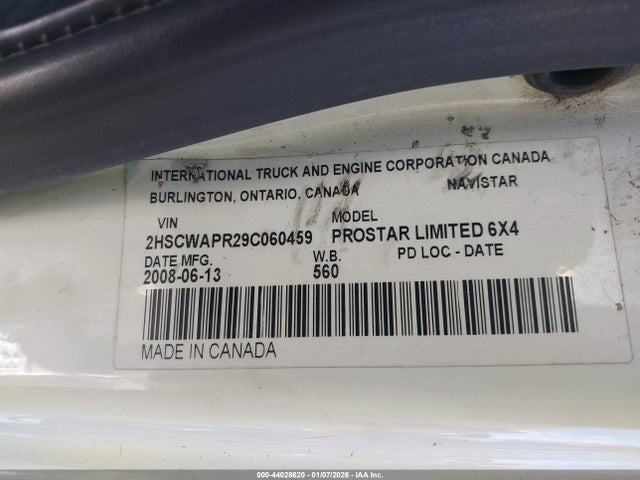 INTERNATIONAL TRUCK AND ENGINE CORPORATION CANADA
BURLINGTON, ONTARIO, CANADA NAVISTAR
VIN MODEL
2HSCWAPR29C060459 PROSTAR LIMITED 6X4
DATE MFG. W.B. PD LOC - DATE
2008-06-13 560
MADE IN CANADA
000-44028620 - 01/07/2026 - IAA Inc.